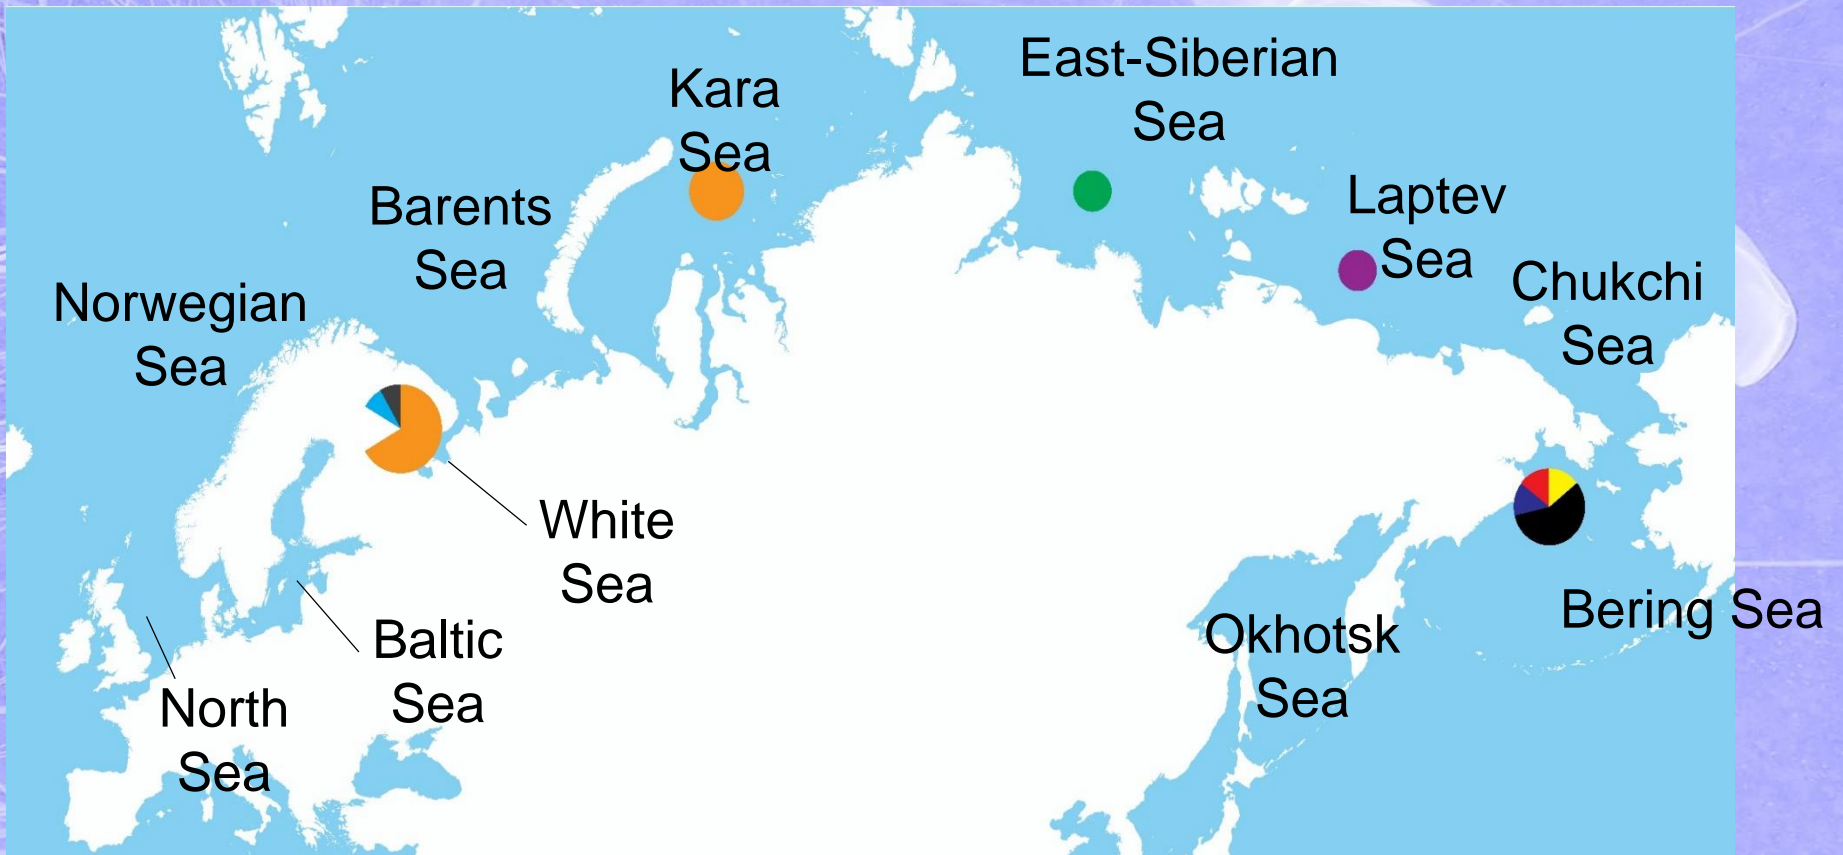 East-Siberian
Sea
Kara
Sea
Laptev
Sea
Barents
Sea
Chukchi
Sea
Norwegian
Sea
White
Sea
Bering Sea
Okhotsk
Sea
Baltic
Sea
North
Sea